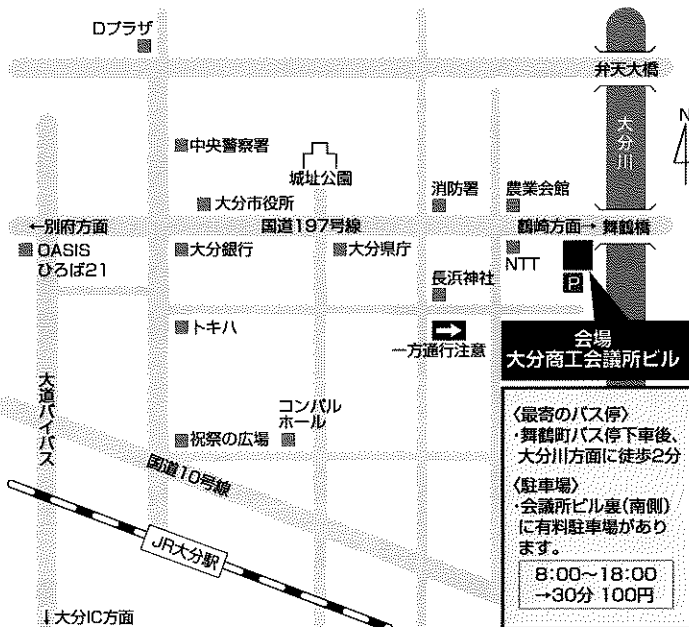 Dプラザ
弁天大橋
大分川
N
中央警察署
城址公園
大分市役所
消防署
農業会館
←別府方面
国道197号線
鶴崎方面→
舞鶴橋
OASIS
ひろば21
大分銀行
大分県庁
NTT
P
長浜神社
トキハ
→
一方通行注意
会場
大分商工会議所ビル
大道バイパス
コンパル
ホール
祝祭の広場
国道10号線
JR大分駅
↓大分IC方面
〈最寄のバス停〉
・舞鶴町バス停下車後、
大分川方面に徒歩2分
〈駐車場〉
・会議所ビル裏(南側)
に有料駐車場があり
ます。
8:00〜18:00
→30分 100円